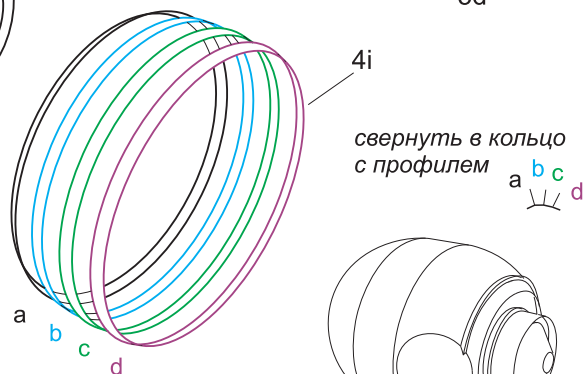 4i
свернуть в кольцо
с профилем
a b c d
a
b
c
d